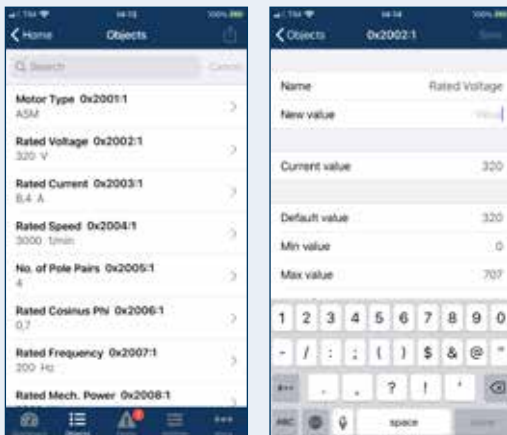 Home
Objects
Search
Cancel
Motor Type 0x2001:1
ASM
Rated Voltage 0x2002:1
320 V
Rated Current 0x2003:1
8,4 A
Rated Speed 0x2004:1
3000 1/min
No. of Pole Pairs 0x2005:1
4
Rated Cosinus Phi 0x2006:1
0,7
Rated Frequency 0x2007:1
200 Hz
Rated Mech. Power 0x2008:1
Objects
Objects
0x2002:1
Save
Name Rated Voltage
New value
Current value 320
Default value 320
Min value 0
Max value 707
1 2 3 4 5 6 7 8 9 0
- / : ; ( ) $ & @ "
#+= . , ? ! '
ABC space